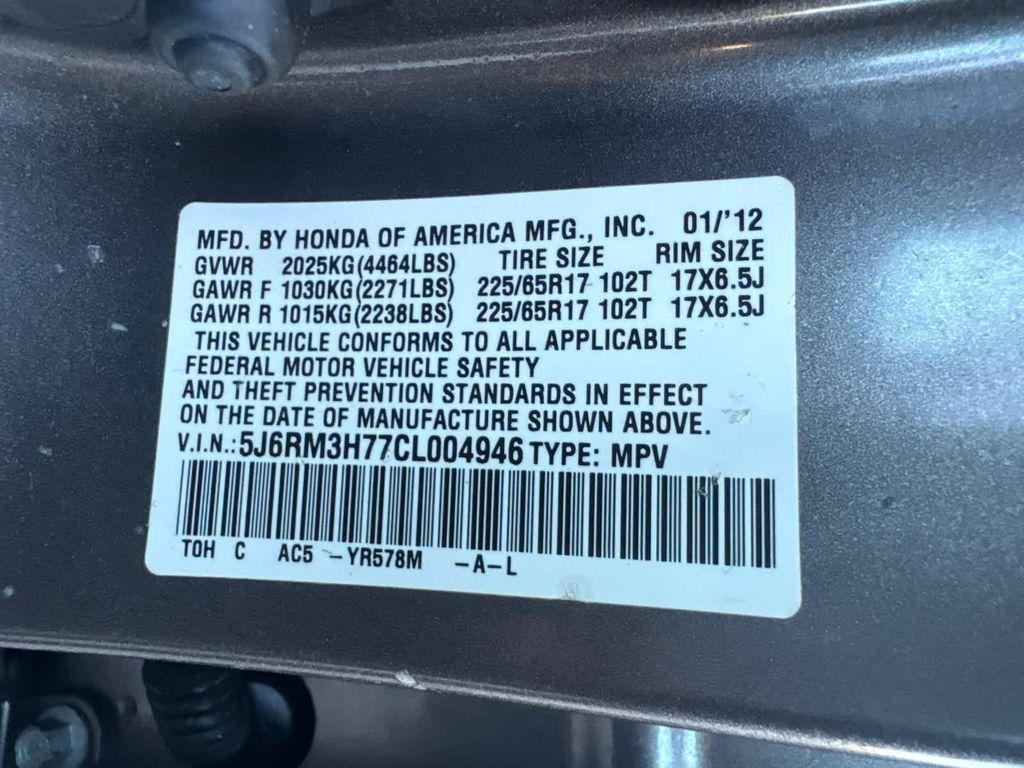 MFD. BY HONDA OF AMERICA MFG., INC. 01/'12
GVWR 2025KG(4464LBS) TIRE SIZE RIM SIZE
GAWR F 1030KG(2271LBS) 225/65R17 102T 17X6.5J
GAWR R 1015KG(2238LBS) 225/65R17 102T 17X6.5J
THIS VEHICLE CONFORMS TO ALL APPLICABLE
FEDERAL MOTOR VEHICLE SAFETY
AND THEFT PREVENTION STANDARDS IN EFFECT
ON THE DATE OF MANUFACTURE SHOWN ABOVE.
V.I.N.:5J6RM3H77CL004946 TYPE: MPV
T0H C AC5 -YR578M -A-L